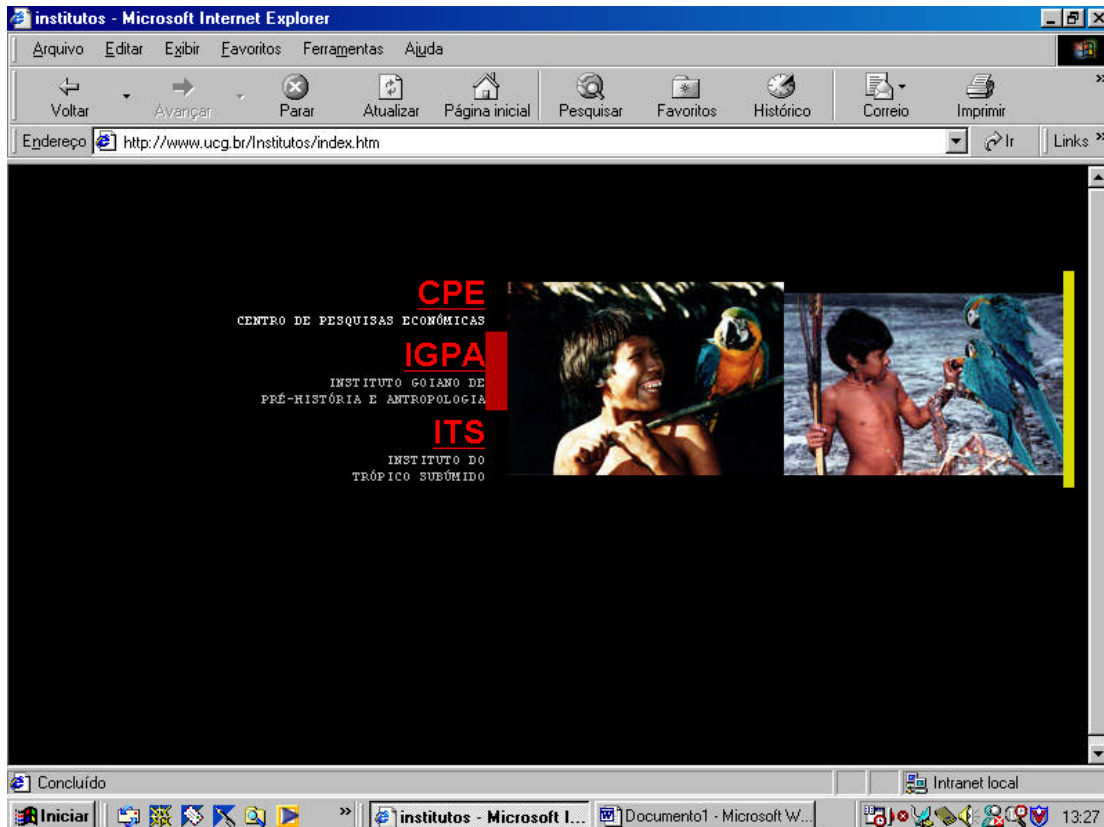 institutos - Microsoft Internet Explorer
Arquivo Editar Exibir Favoritos Ferramentas Ajuda
Voltar Avançar Parar Atualizar Página inicial Pesquisar Favoritos Histórico Correio Imprimir »
Endereço http://www.ucg.br/Institutos/index.htm Ir Links »
CPE
CENTRO DE PESQUISAS ECONÔMICAS
IGPA
INSTITUTO GOIANO DE
PRÉ-HISTÓRIA E ANTROPOLOGIA
ITS
INSTITUTO DO
TRÓPICO SUBÚMIDO
Concluído Intranet local
Iniciar » institutos - Microsoft I... Documento1 - Microsoft W... 13:27